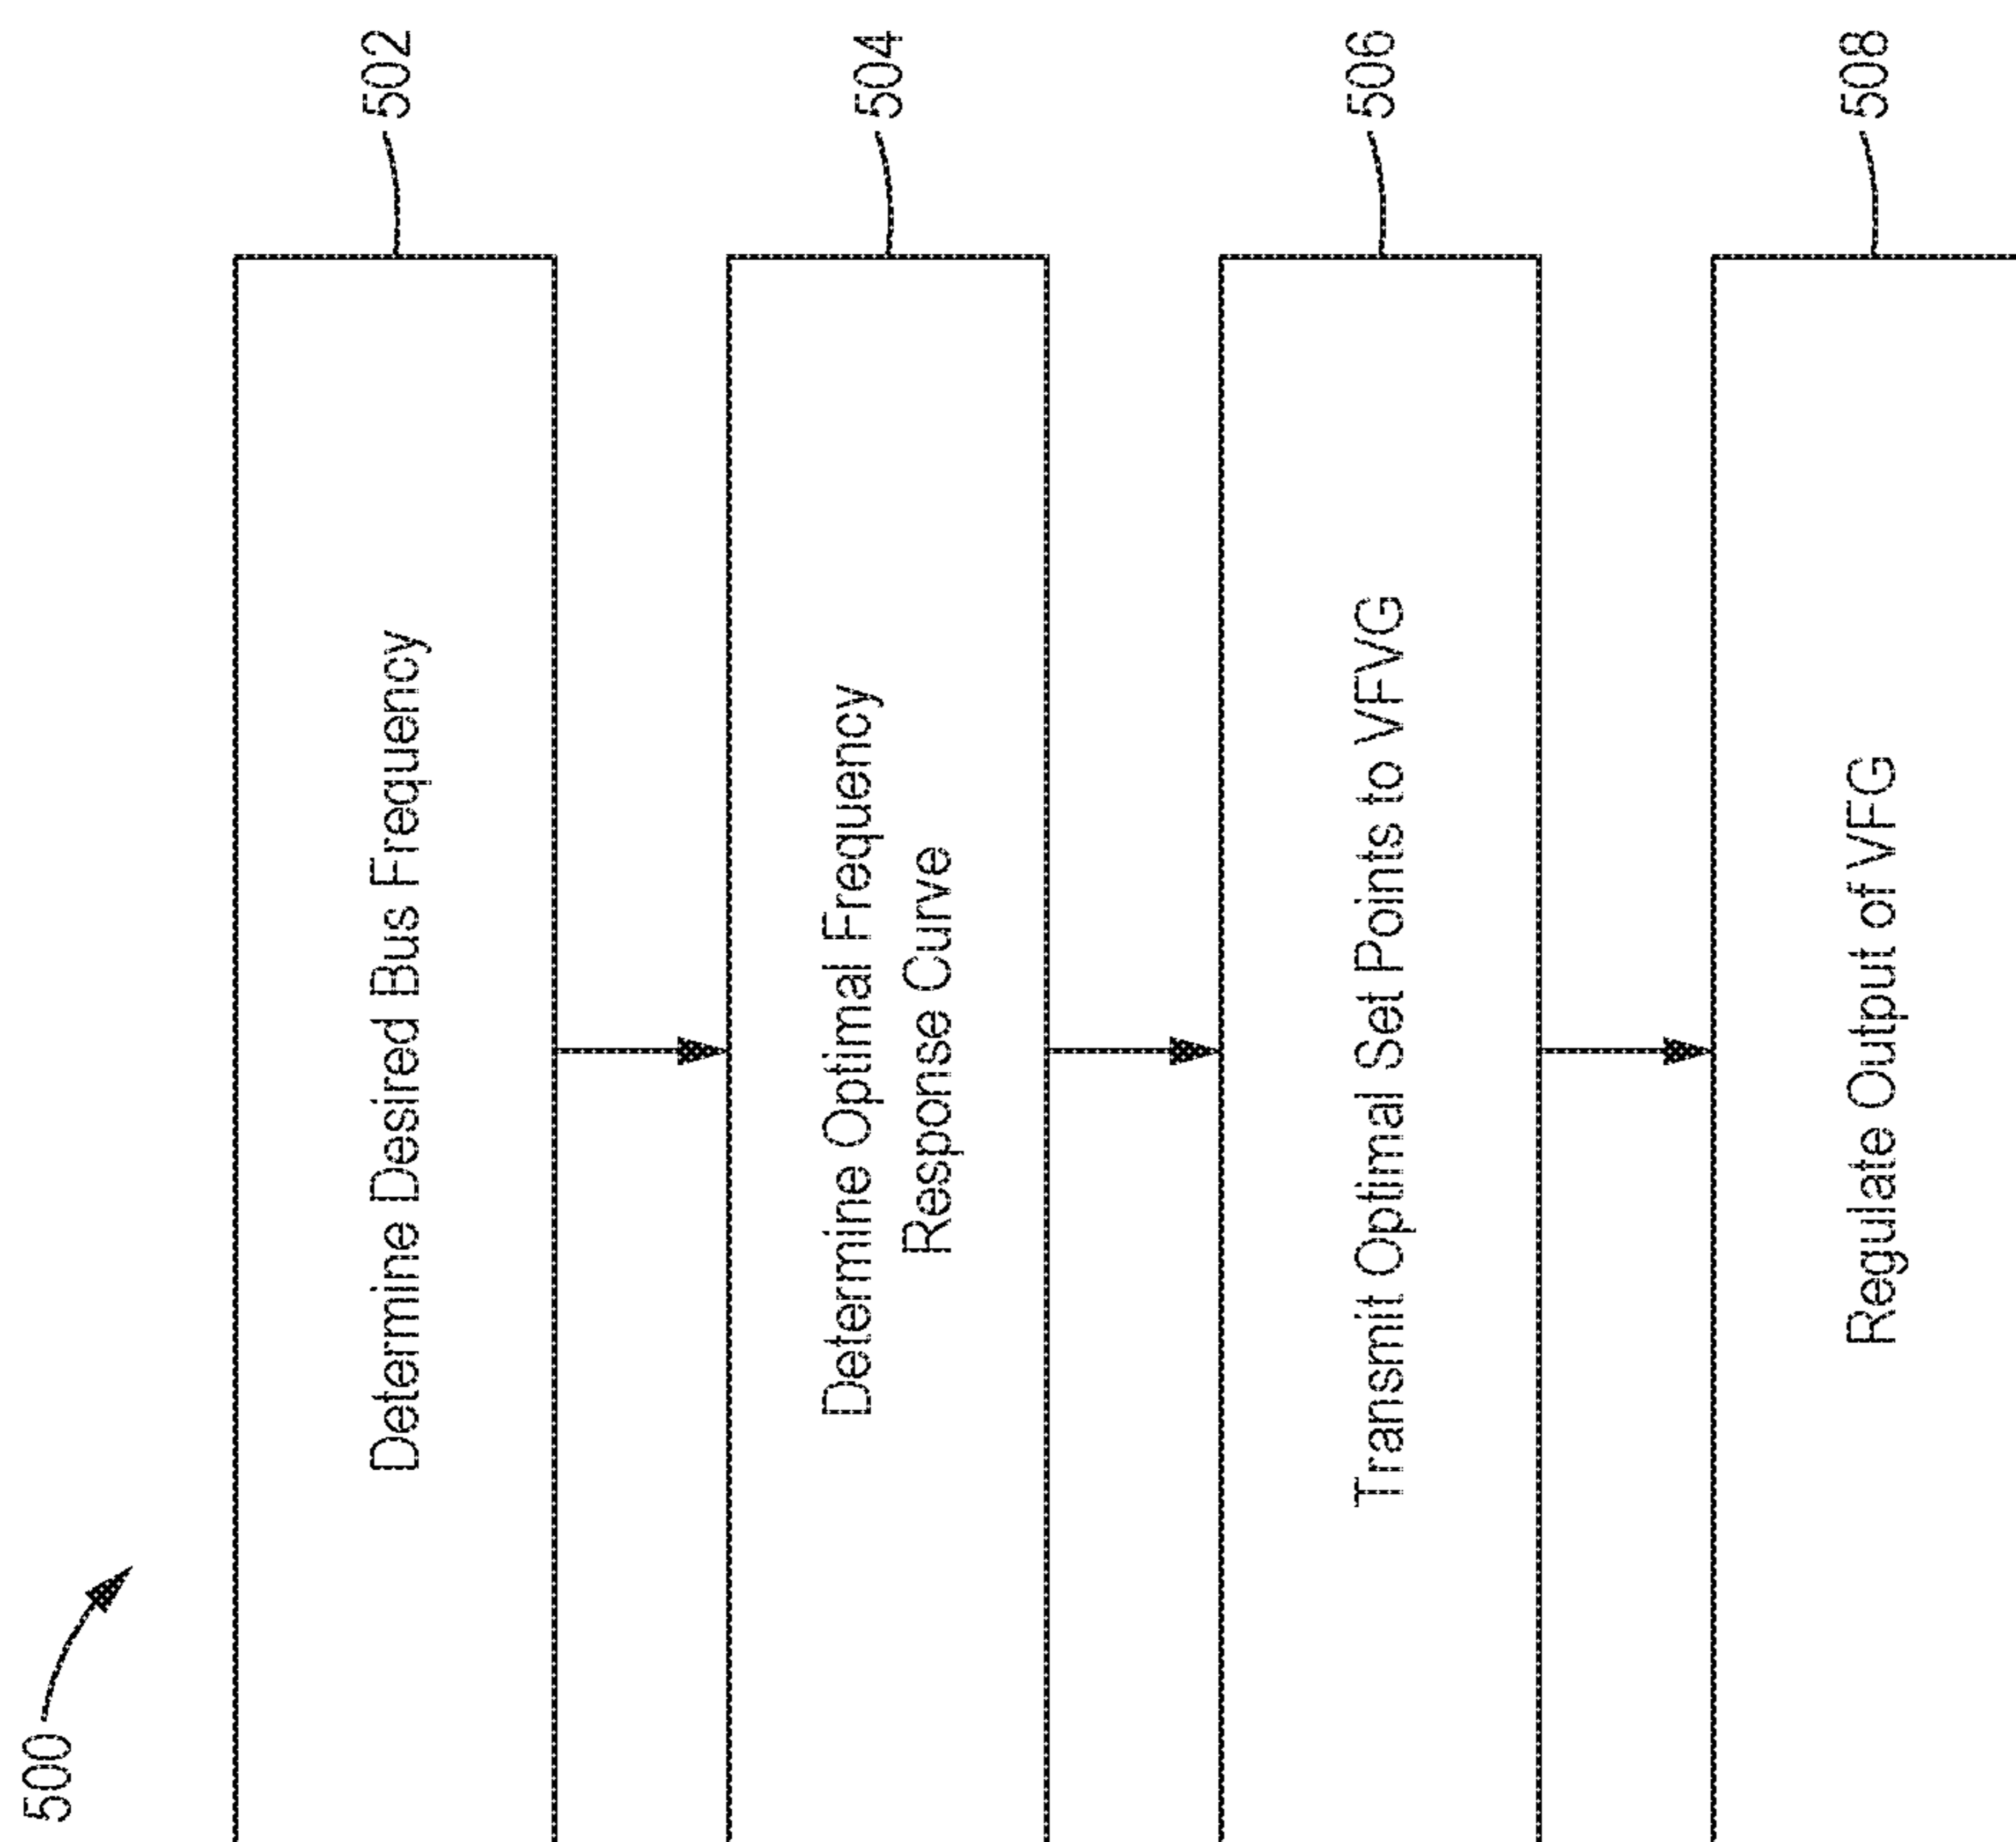 500
502
Determine Desired Bus Frequency
504
Determine Optimal Frequency
Response Curve
506
Transmit Optimal Set Points to VFVG
508
Regulate Output of VFG